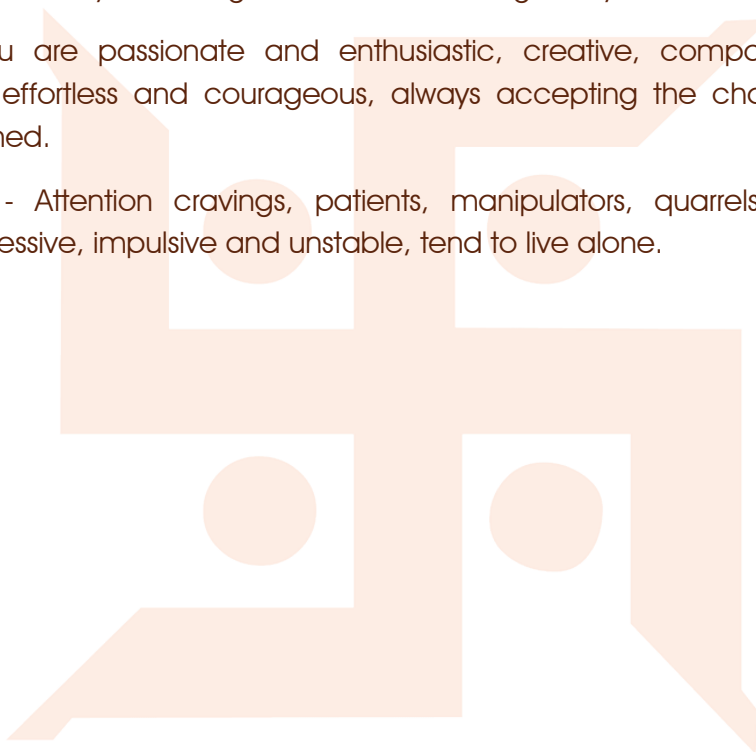 u are passionate and enthusiastic, creative, compa
effortless and courageous, always accepting the cha
ned.
- Attention cravings, patients, manipulators, quarrels
essive, impulsive and unstable, tend to live alone.